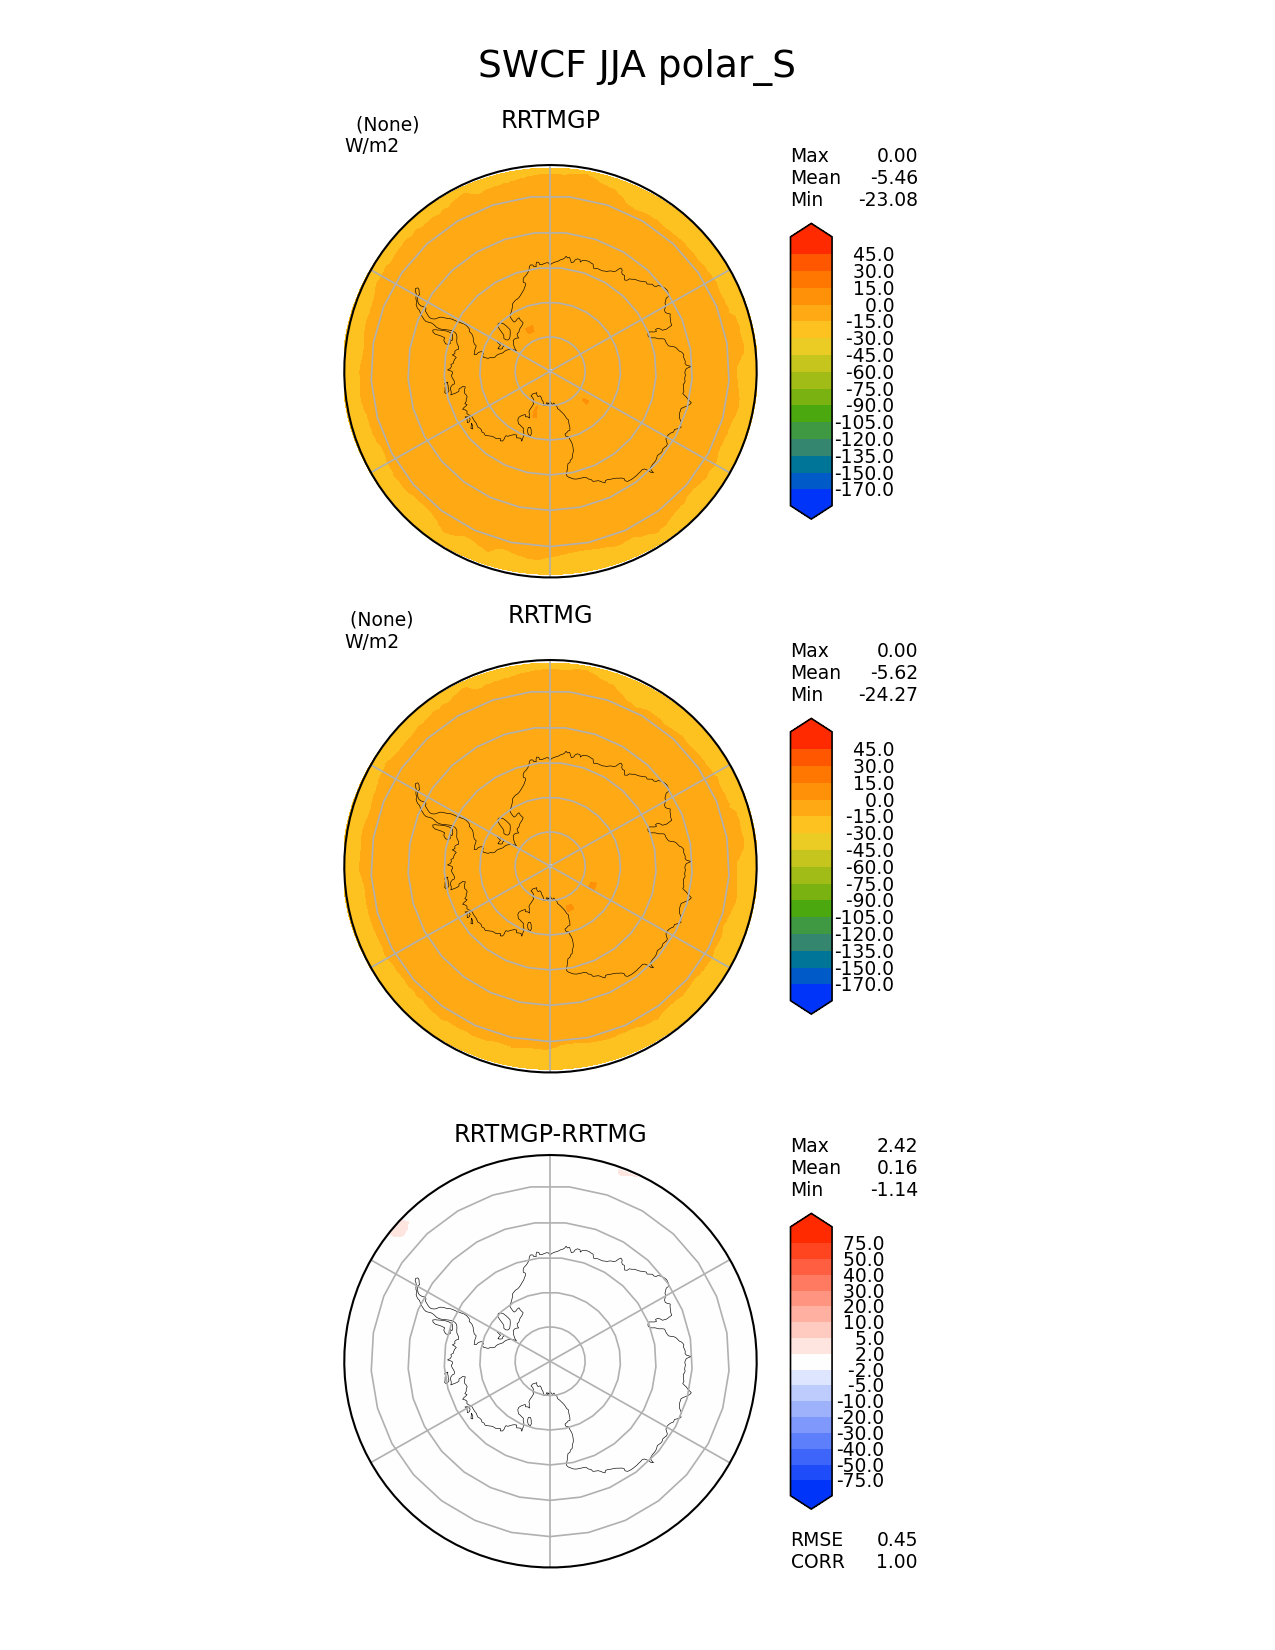 SWCF JJA polar_S
(None)
RRTMGP
W/m2
Max 0.00
Mean -5.46
Min -23.08
45.0
30.0
15.0
0.0
-15.0
-30.0
-45.0
-60.0
-75.0
-90.0
-105.0
-120.0
-135.0
-150.0
-170.0
(None)
RRTMG
W/m2
Max 0.00
Mean -5.62
Min -24.27
45.0
30.0
15.0
0.0
-15.0
-30.0
-45.0
-60.0
-75.0
-90.0
-105.0
-120.0
-135.0
-150.0
-170.0
RRTMGP-RRTMG
Max 2.42
Mean 0.16
Min -1.14
75.0
50.0
40.0
30.0
20.0
10.0
5.0
2.0
-2.0
-5.0
-10.0
-20.0
-30.0
-40.0
-50.0
-75.0
RMSE 0.45
CORR 1.00